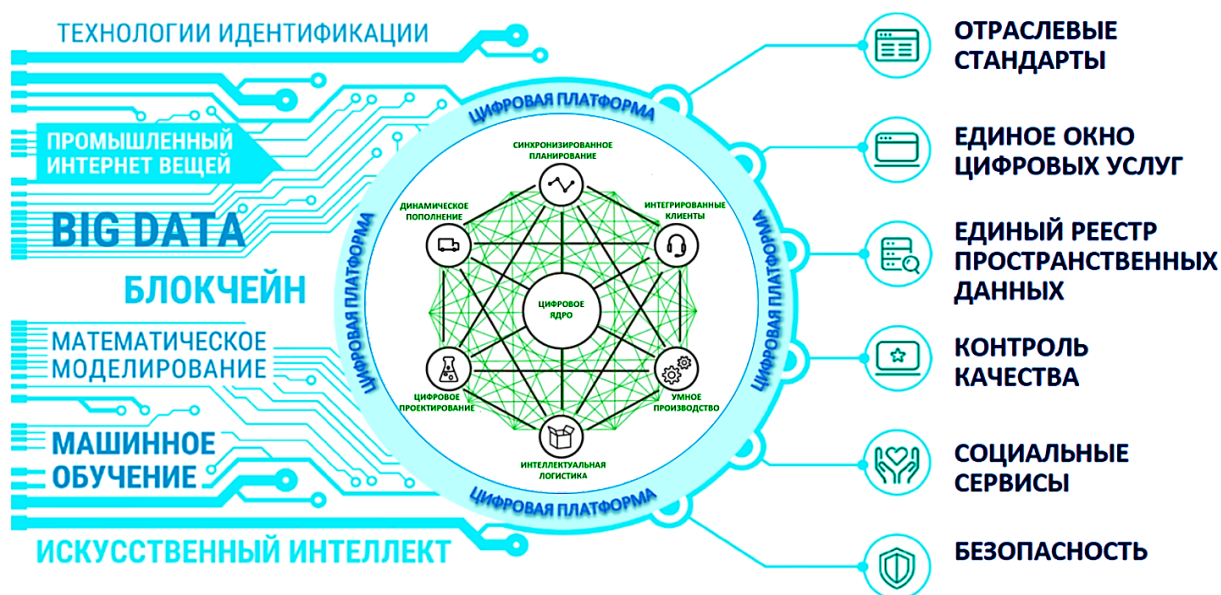 ТЕХНОЛОГИИ ИДЕНТИФИКАЦИИ
ПРОМЫШЛЕННЫЙ
ИНТЕРНЕТ ВЕЩЕЙ
BIG DATA
БЛОКЧЕЙН
МАТЕМАТИЧЕСКОЕ
МОДЕЛИРОВАНИЕ
МАШИННОЕ
ОБУЧЕНИЕ
ИСКУССТВЕННЫЙ ИНТЕЛЛЕКТ
ЦИФРОВАЯ ПЛАТФОРМА
ЦИФРОВАЯ ПЛАТФОРМА
ЦИФРОВАЯ ПЛАТФОРМА
ЦИФРОВАЯ ПЛАТФОРМА
СИНХРОНИЗИРОВАННОЕ
ПЛАНИРОВАНИЕ
ДИНАМИЧЕСКОЕ
ПОПОЛНЕНИЕ
ИНТЕГРИРОВАННЫЕ
КЛИЕНТЫ
ЦИФРОВОЕ
ЯДРО
ЦИФРОВОЕ
ПРОЕКТИРОВАНИЕ
УМНОЕ
ПРОИЗВОДСТВО
ИНТЕЛЛЕКТУАЛЬНАЯ
ЛОГИСТИКА
ОТРАСЛЕВЫЕ
СТАНДАРТЫ
ЕДИНОЕ ОКНО
ЦИФРОВЫХ УСЛУГ
ЕДИНЫЙ РЕЕСТР
ПРОСТРАНСТВЕННЫХ
ДАННЫХ
КОНТРОЛЬ
КАЧЕСТВА
СОЦИАЛЬНЫЕ
СЕРВИСЫ
БЕЗОПАСНОСТЬ